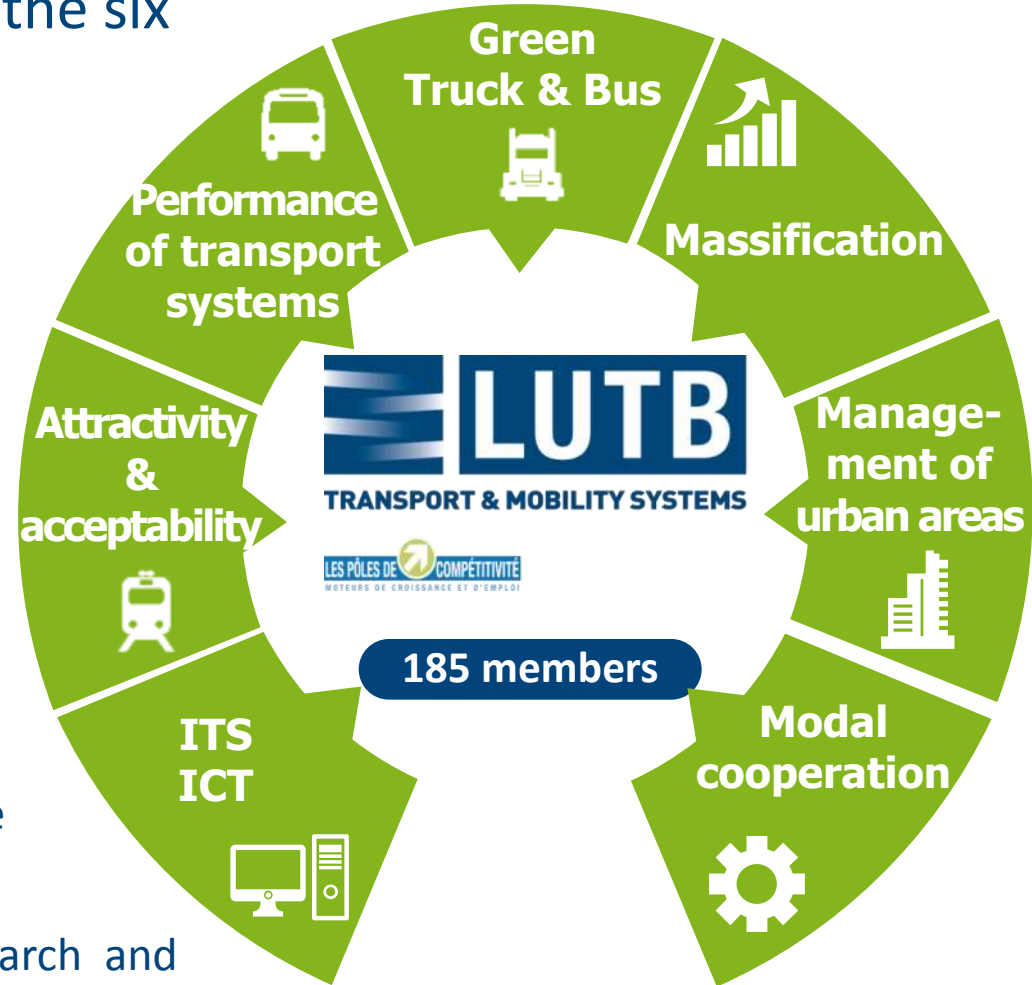 the six
Green
Truck & Bus
Performance
of transport
systems
Massification
Attractivity
&
acceptability
Manage-
ment of
urban areas
LUTB
TRANSPORT & MOBILITY SYSTEMS
LES PÔLES DE COMPÉTITIVITÉ
MOTEURS DE CROISSANCE ET D'EMPLOI
185 members
ITS
ICT
Modal
cooperation
e
arch and